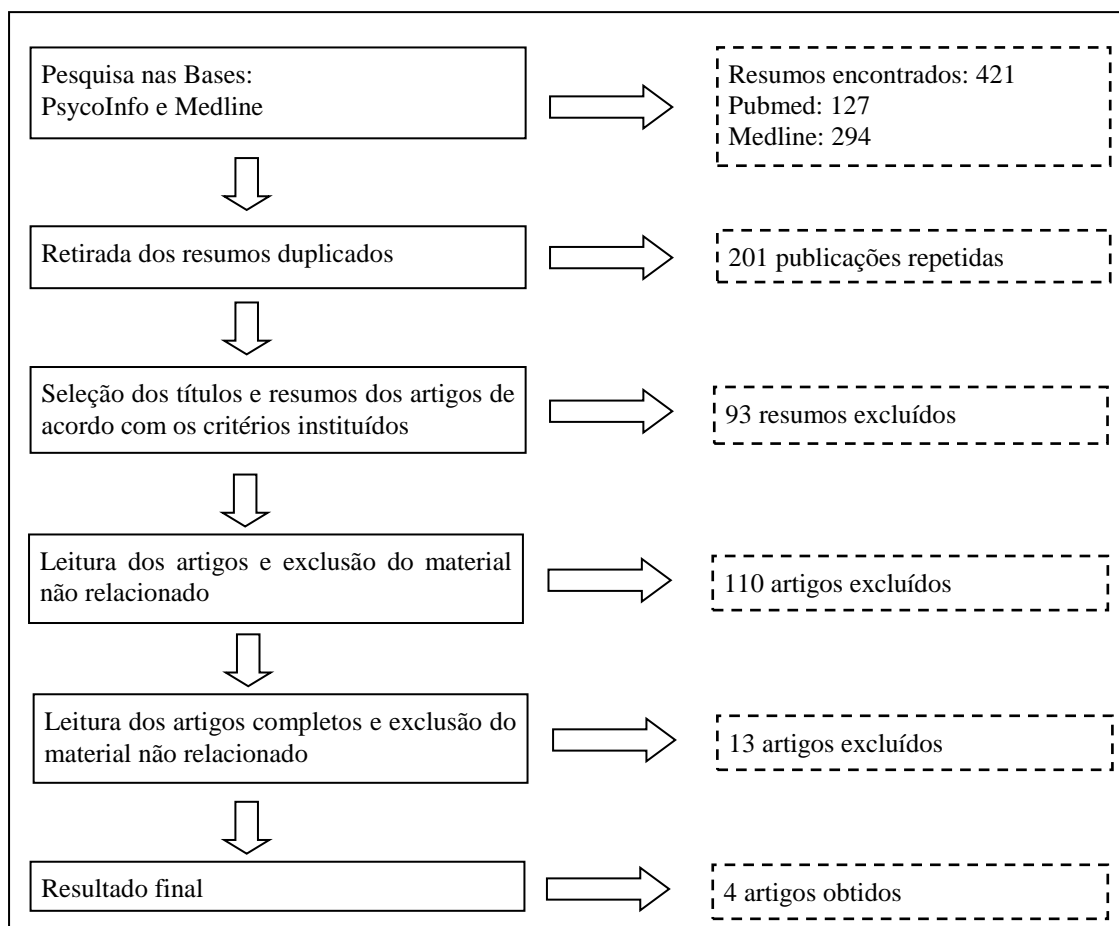 Pesquisa nas Bases:
PsycoInfo e Medline
Resumos encontrados: 421
Pubmed: 127
Medline: 294
Retirada dos resumos duplicados
201 publicações repetidas
Seleção dos títulos e resumos dos artigos de
acordo com os critérios instituídos
93 resumos excluídos
Leitura dos artigos e exclusão do material
não relacionado
110 artigos excluídos
Leitura dos artigos completos e exclusão do
material não relacionado
13 artigos excluídos
Resultado final
4 artigos obtidos